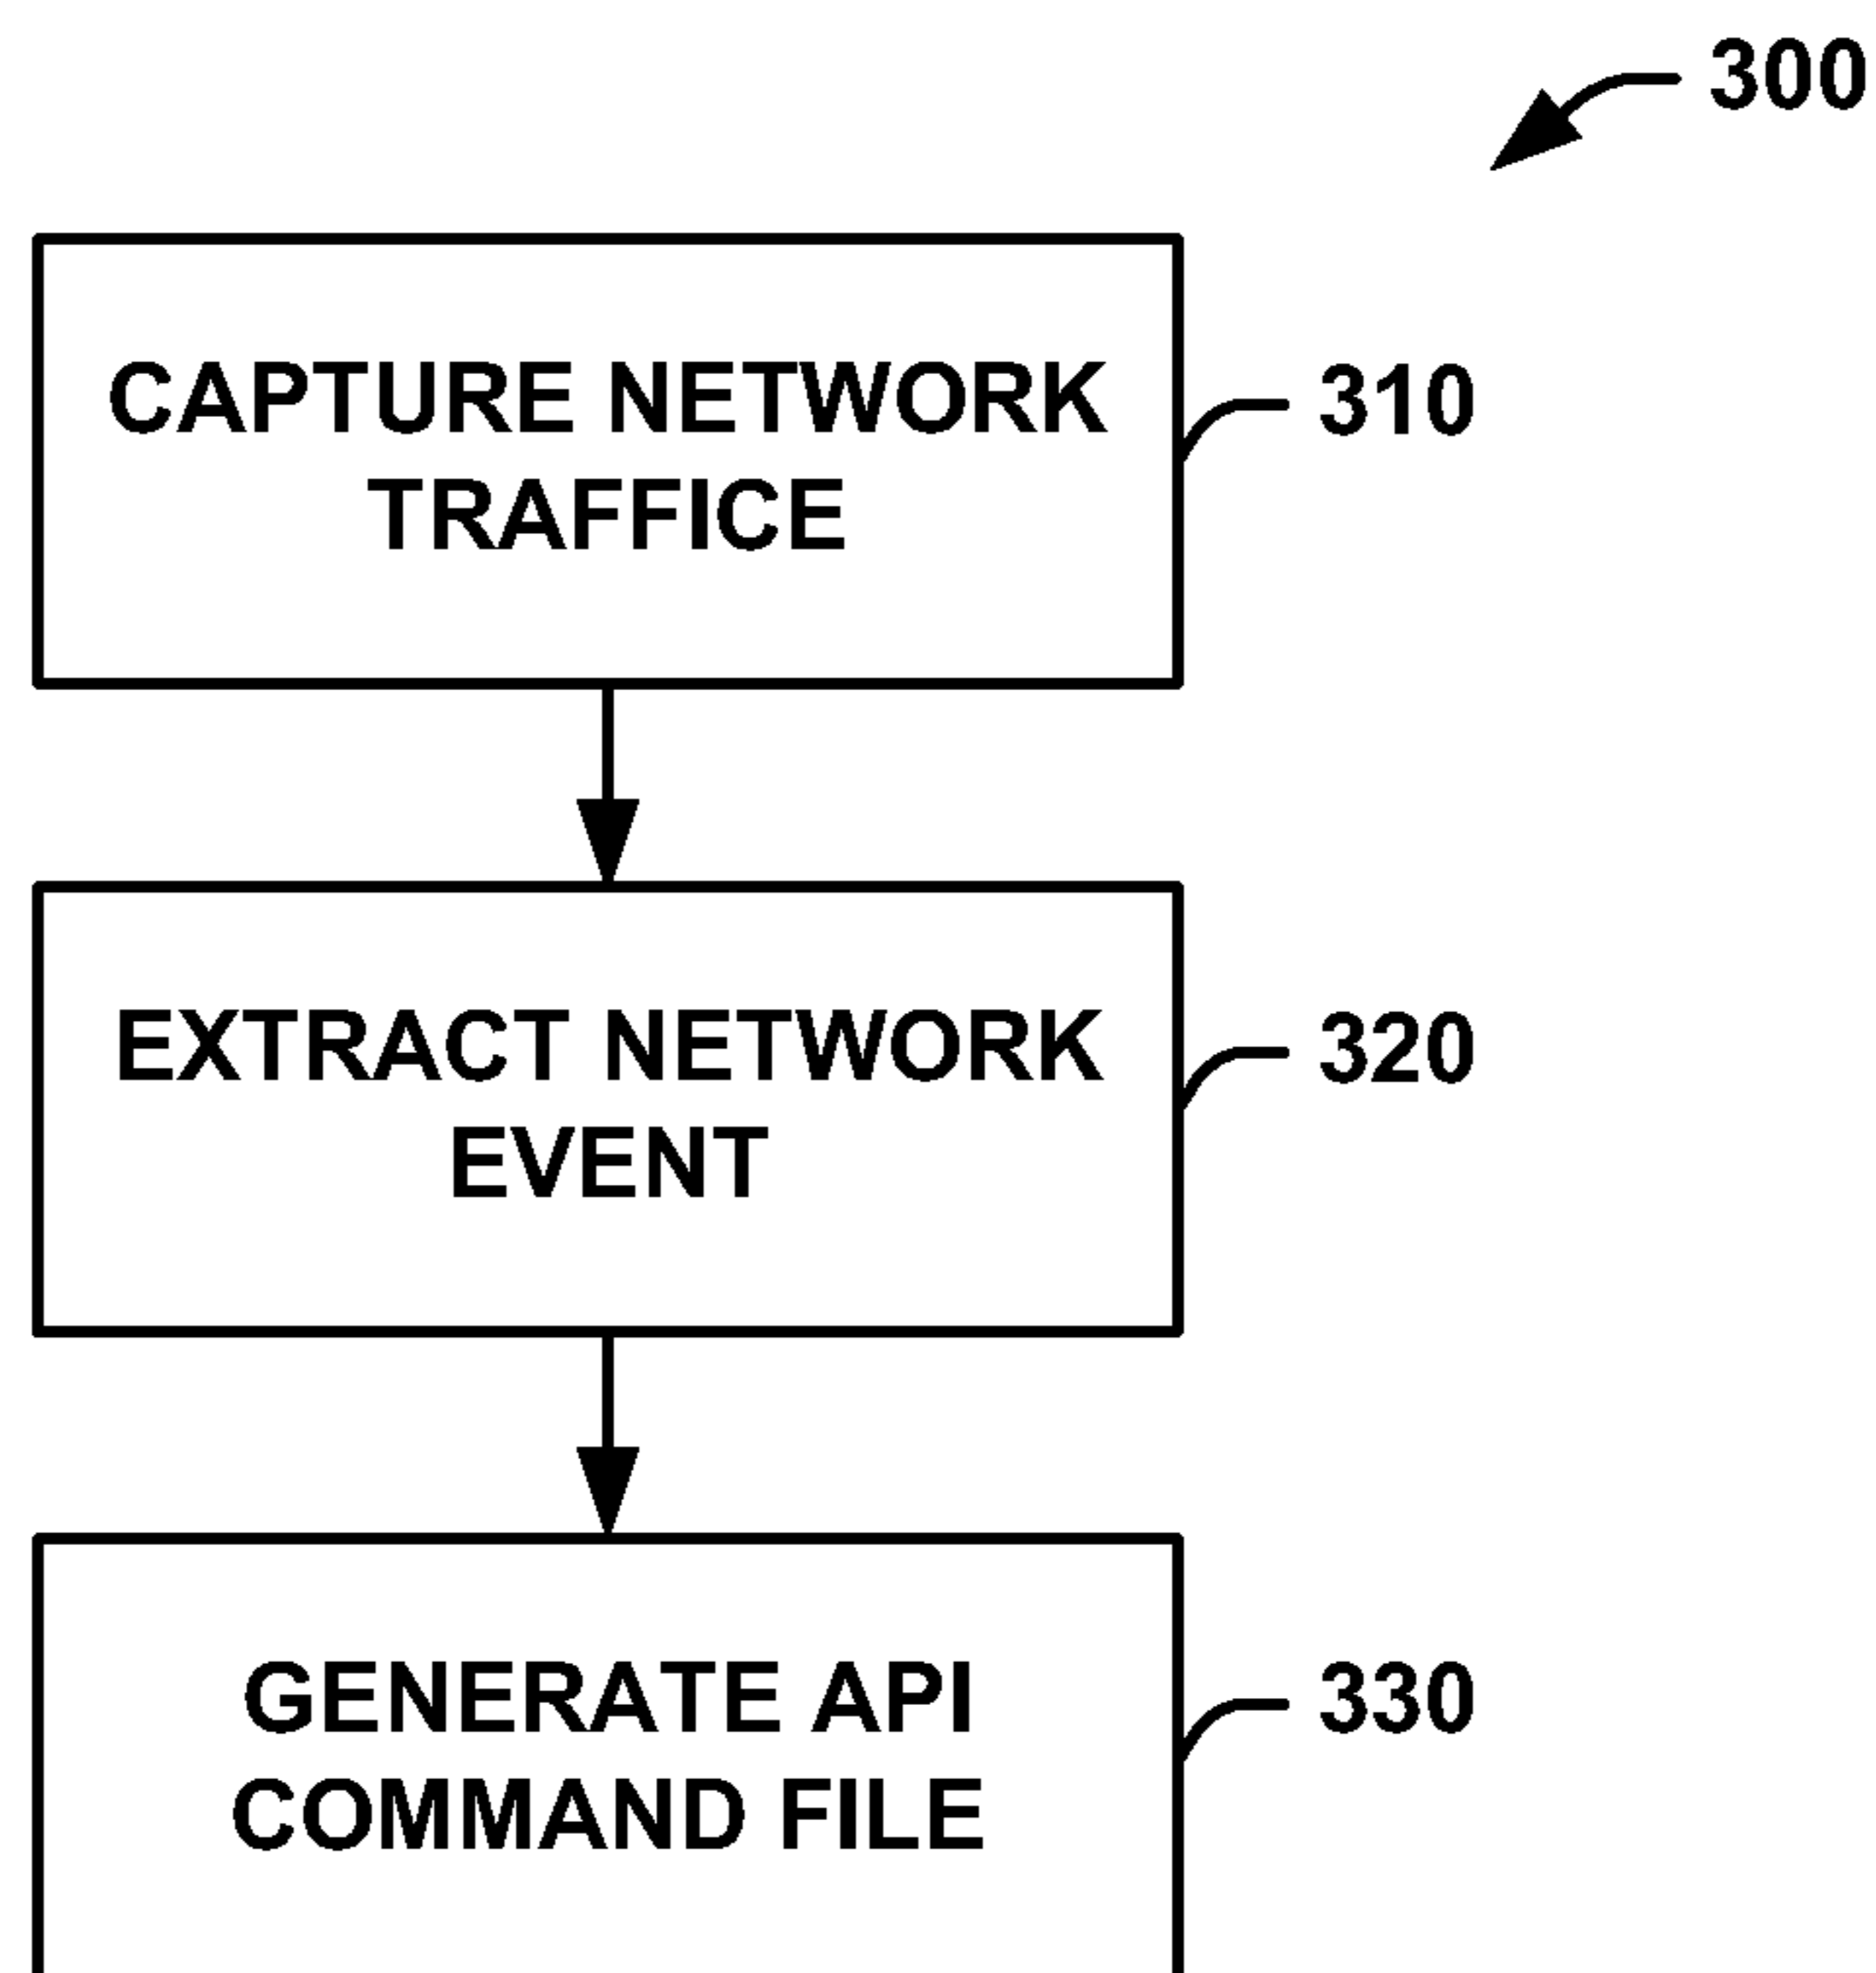 300
CAPTURE NETWORK
TRAFFICE
310
EXTRACT NETWORK
EVENT
320
GENERATE API
COMMAND FILE
330